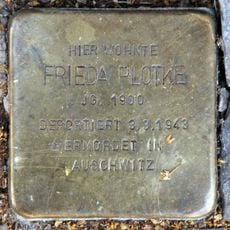 HIER WOHNTE
FRIEDA PLOTKE
JG. 1900
DEPORTIERT 3.3.1943
ERMORDET IN
AUSCHWITZ